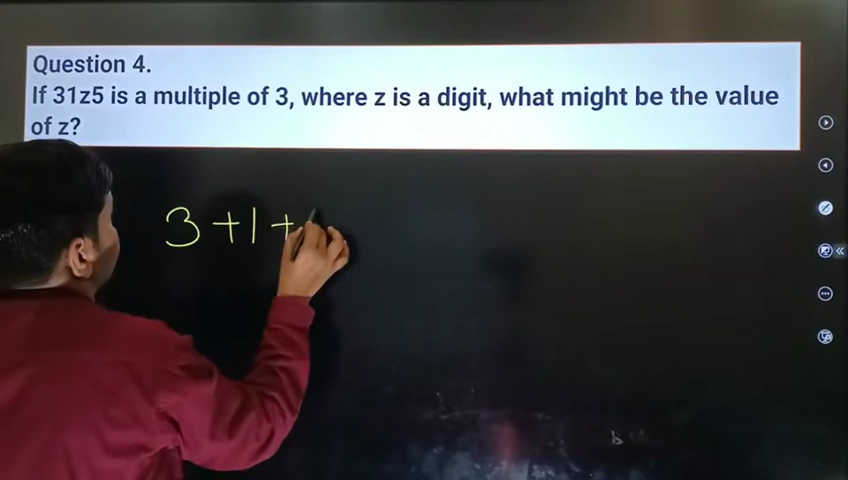 Question 4.
If 31z5 is a multiple of 3, where z is a digit, what might be the value
of z?
3 + 1 +